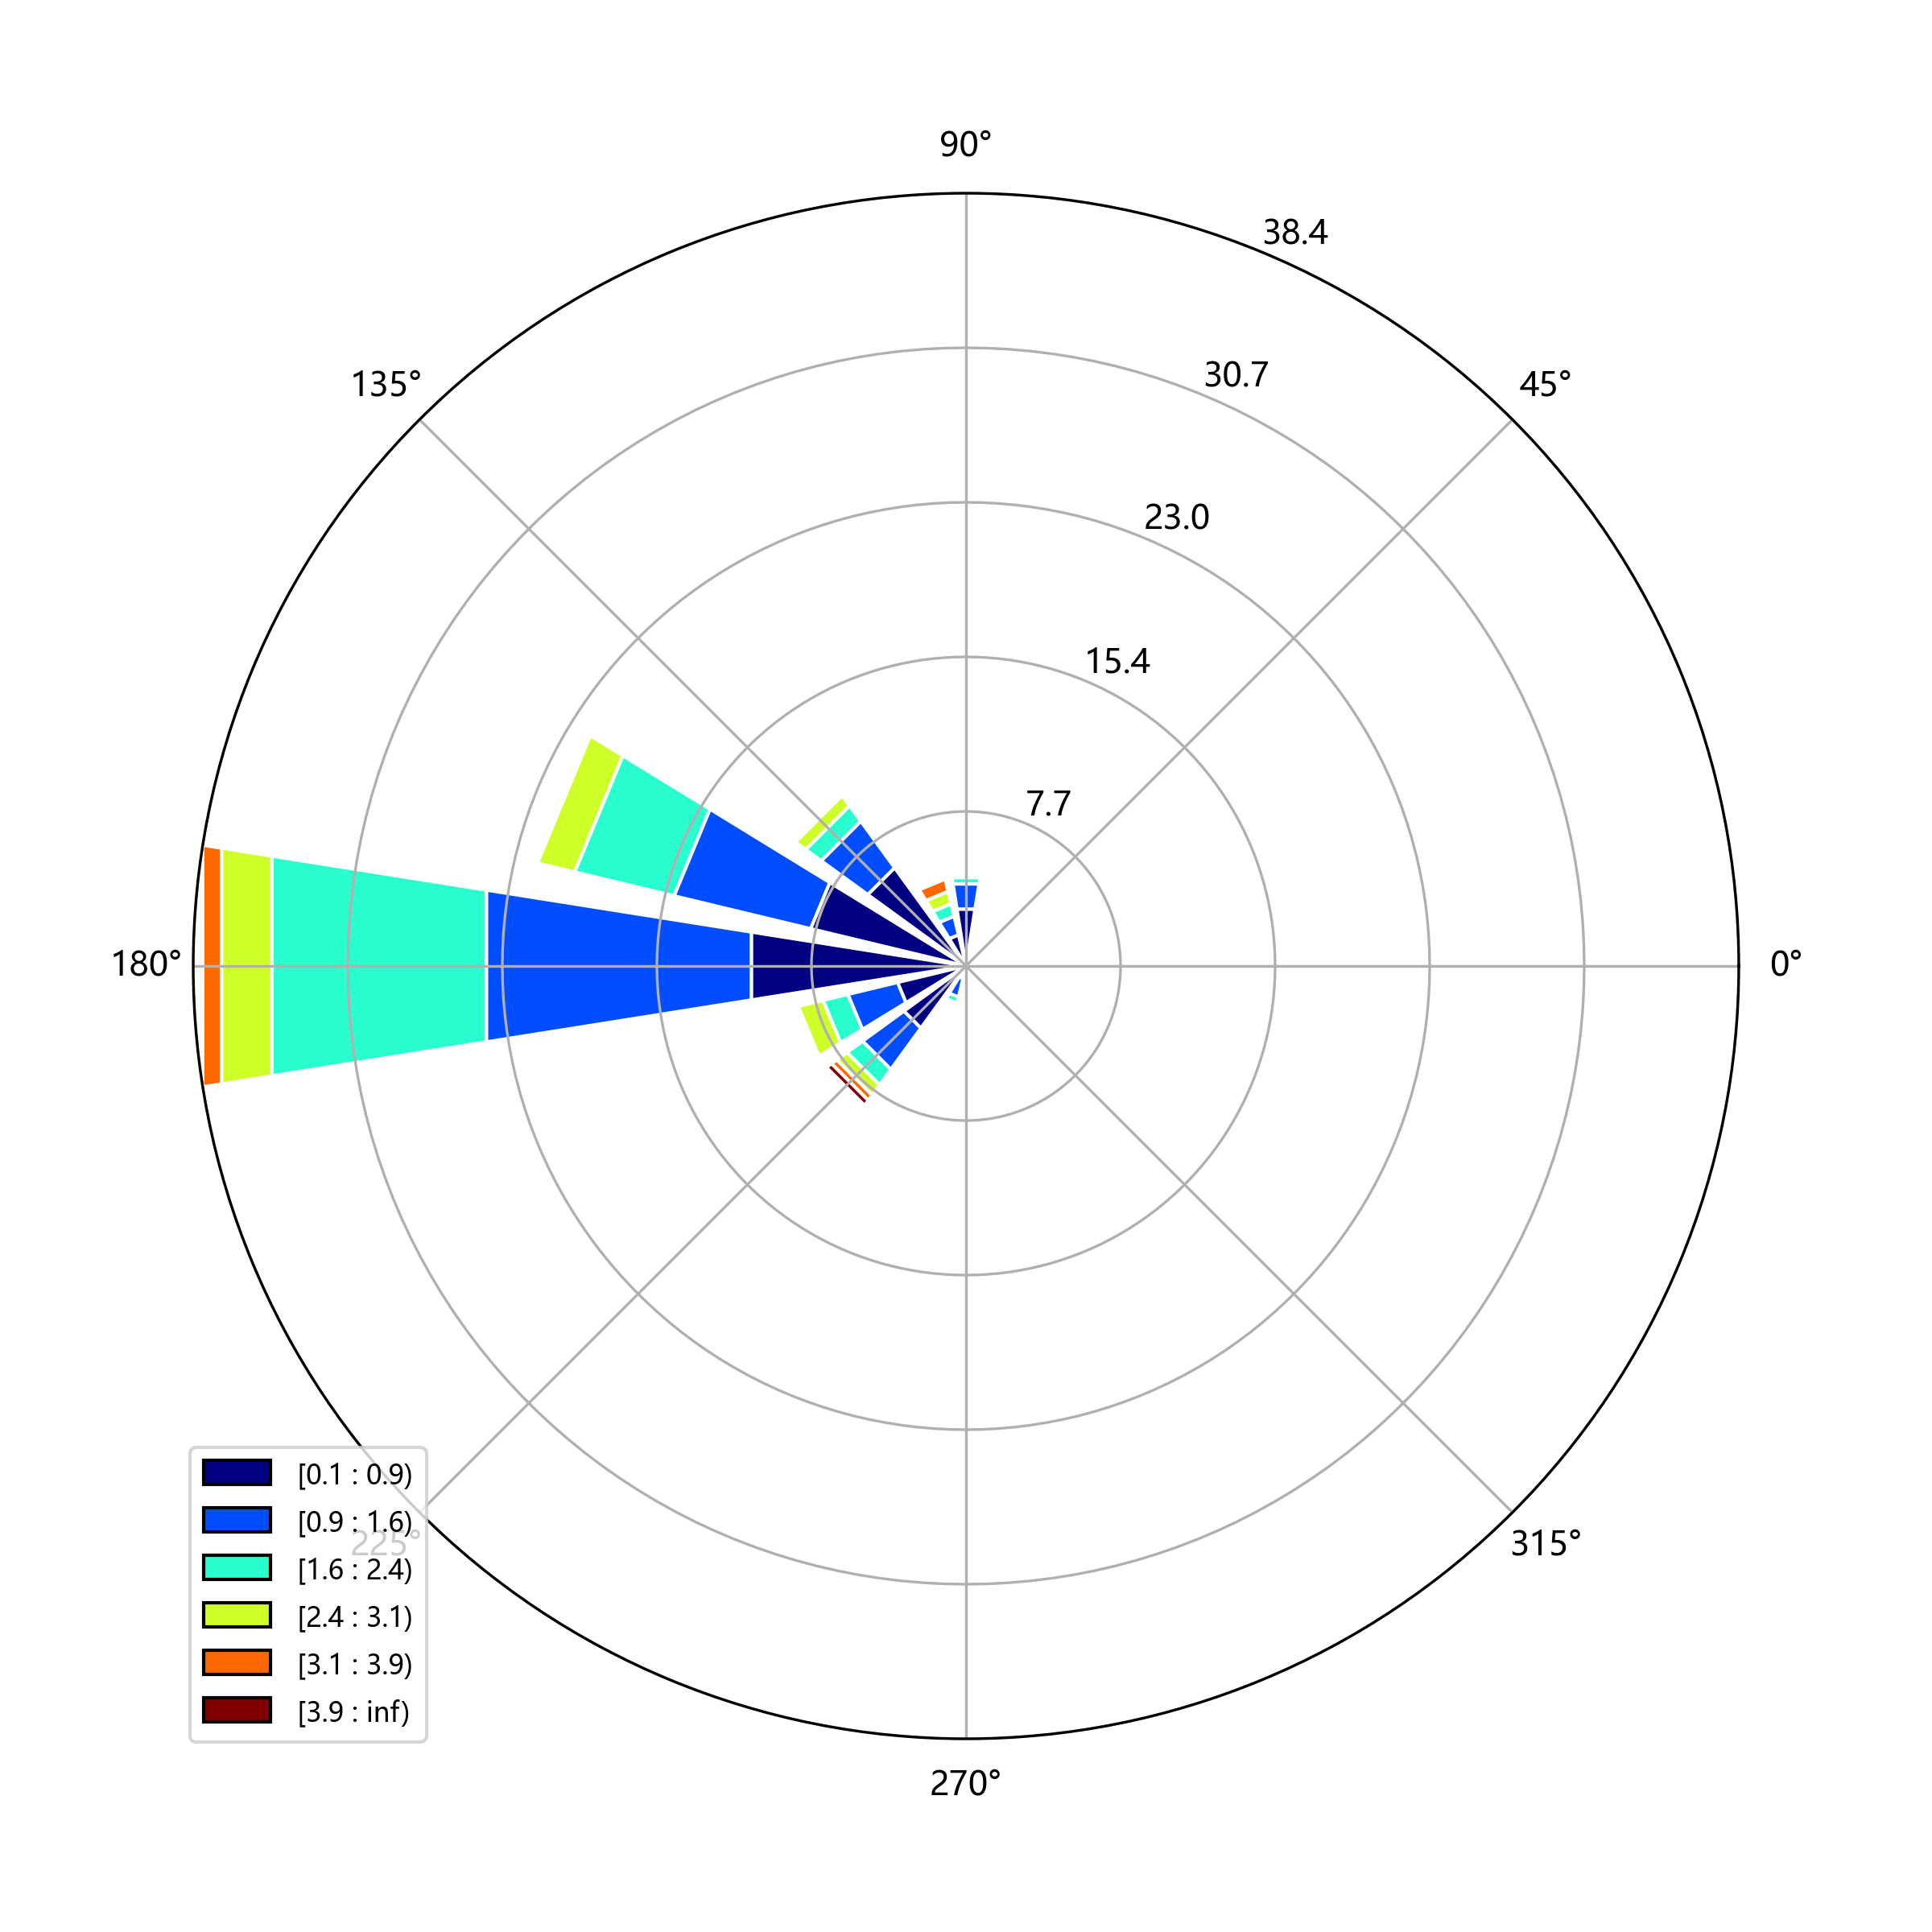 90°
38.4
135°
30.7
45°
23.0
15.4
7.7
180°
0°
[0.1 : 0.9)
[0.9 : 1.6)
225°
315°
[1.6 : 2.4)
[2.4 : 3.1)
[3.1 : 3.9)
[3.9 : inf)
270°